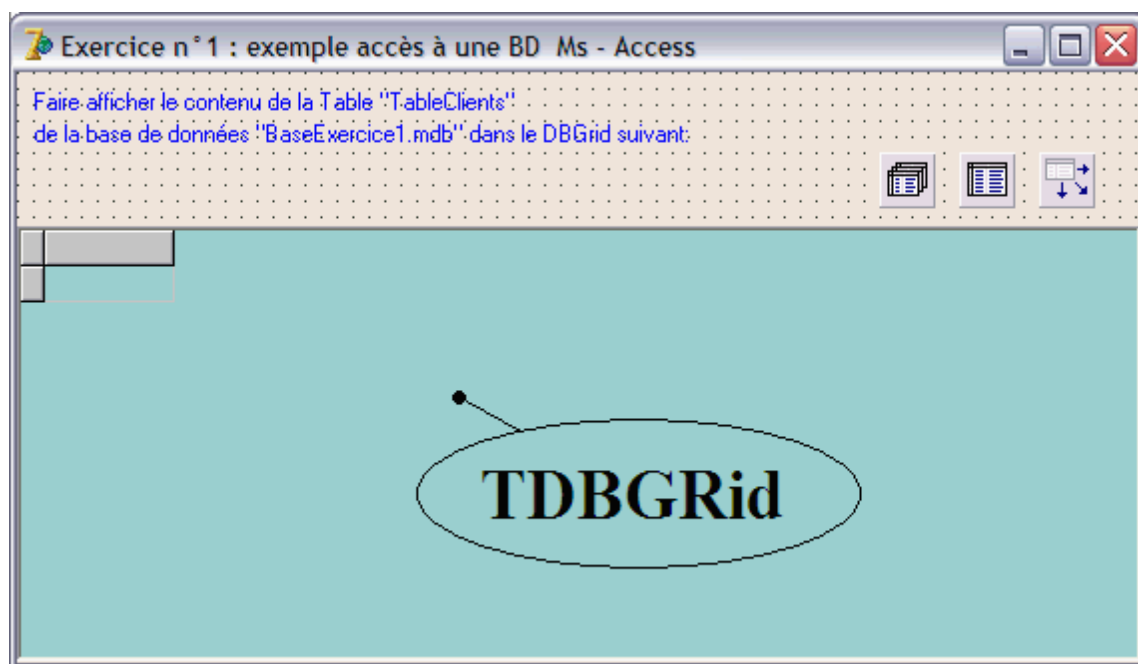 Exercice n°1 : exemple accès à une BD Ms - Access
Faire afficher le contenu de la Table "TableClients"
de la base de données "BaseExercice1.mdb" dans le DBGrid suivant:
TDBGRid